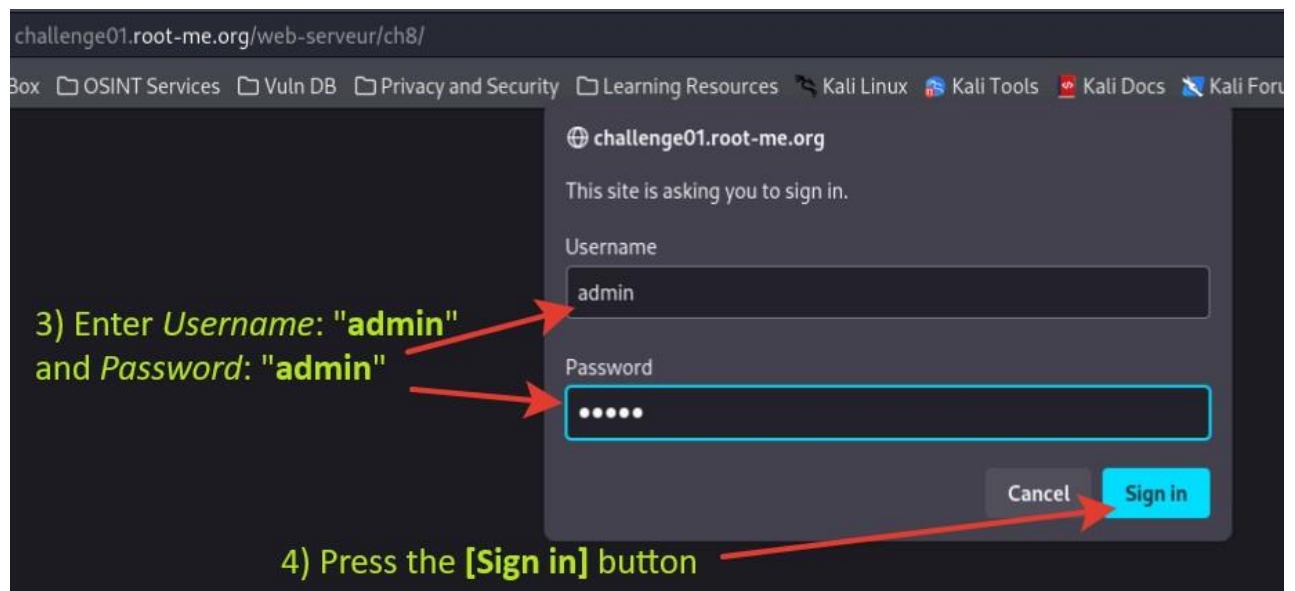 challenge01.root-me.org/web-serveur/ch8/
Box OSINT Services Vuln DB Privacy and Security Learning Resources Kali Linux Kali Tools Kali Docs Kali Foru
challenge01.root-me.org
This site is asking you to sign in.
Username
admin
3) Enter Username: "admin"
and Password: "admin"
Password
•••••
Cancel Sign in
4) Press the [Sign in] button